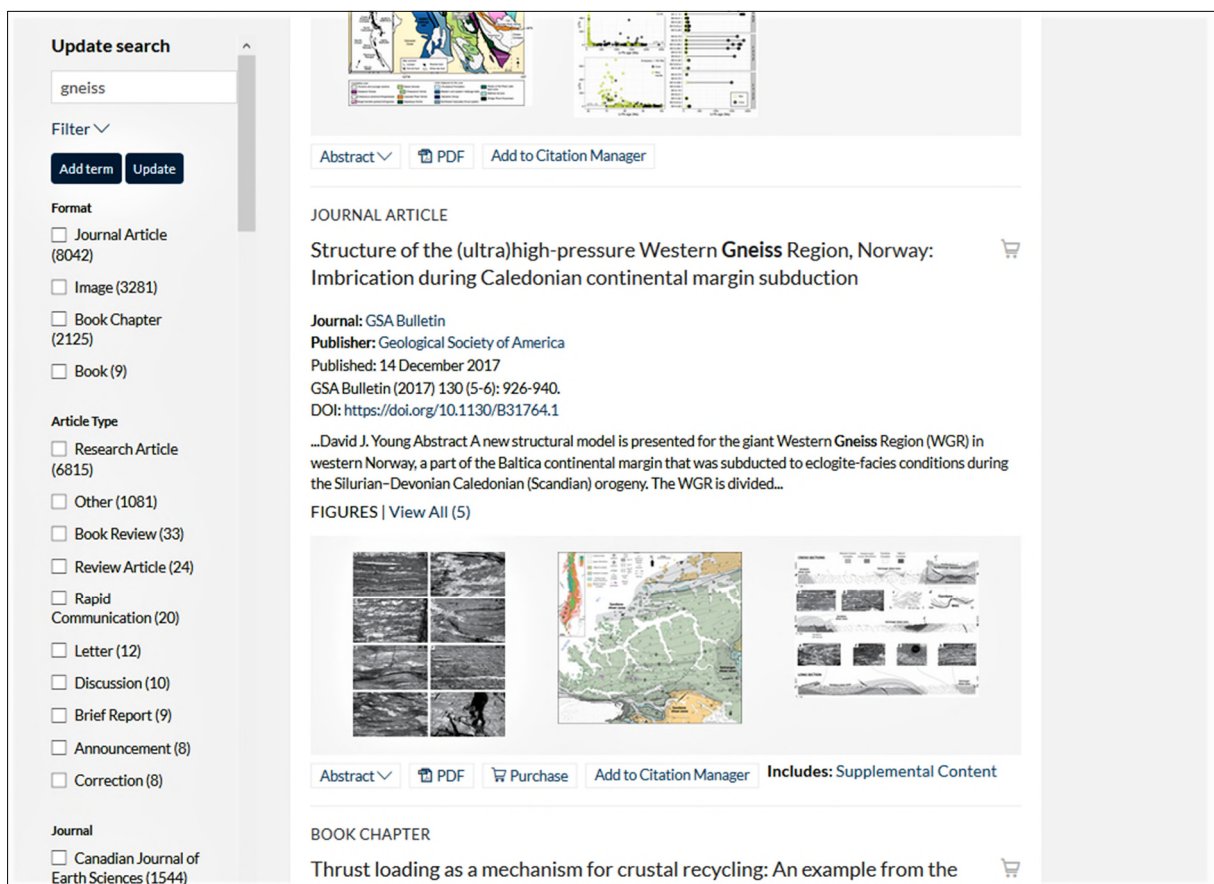 Update search
gneiss
Filter
Add term Update
Format
Journal Article
(8042)
Image (3281)
Book Chapter
(2125)
Book (9)
Article Type
Research Article
(6815)
Other (1081)
Book Review (33)
Review Article (24)
Rapid
Communication (20)
Letter (12)
Discussion (10)
Brief Report (9)
Announcement (8)
Correction (8)
Journal
Canadian Journal of
Earth Sciences (1544)
Abstract PDF Add to Citation Manager
JOURNAL ARTICLE
Structure of the (ultra)high-pressure Western Gneiss Region, Norway:
Imbrication during Caledonian continental margin subduction
Journal: GSA Bulletin
Publisher: Geological Society of America
Published: 14 December 2017
GSA Bulletin (2017) 130 (5-6): 926-940.
DOI: https://doi.org/10.1130/B31764.1
...David J. Young Abstract A new structural model is presented for the giant Western Gneiss Region (WGR) in
western Norway, a part of the Baltica continental margin that was subducted to eclogite-facies conditions during
the Silurian–Devonian Caledonian (Scandian) orogeny. The WGR is divided...
FIGURES | View All (5)
CROSS SECTIONS
LONG SECTION
Abstract PDF Purchase Add to Citation Manager Includes: Supplemental Content
BOOK CHAPTER
Thrust loading as a mechanism for crustal recycling: An example from the